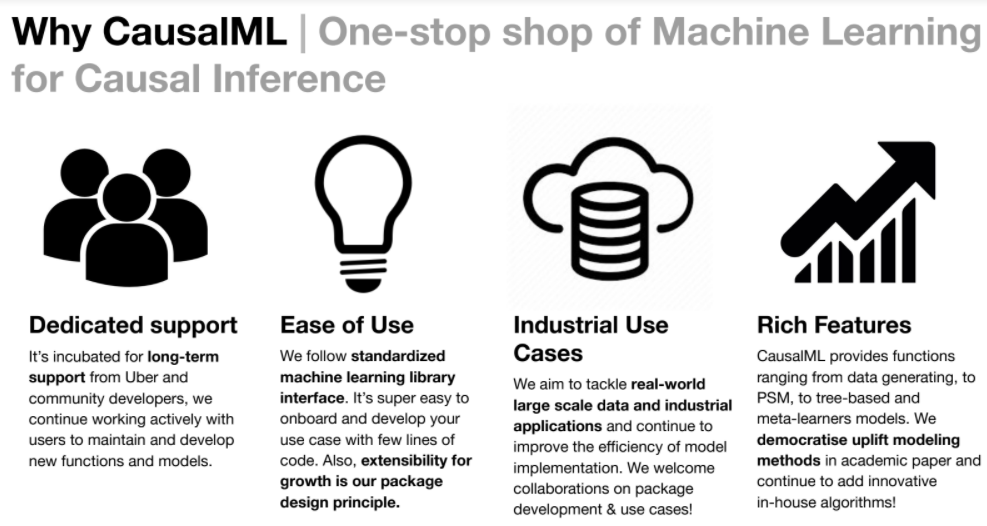 Why CausalML | One-stop shop of Machine Learning
for Causal Inference
Dedicated support
It's incubated for long-term
support from Uber and
community developers, we
continue working actively with
users to maintain and develop
new functions and models.
Ease of Use
We follow standardized
machine learning library
interface. It's super easy to
onboard and develop your
use case with few lines of
code. Also, extensibility for
growth is our package
design principle.
Industrial Use
Cases
We aim to tackle real-world
large scale data and industrial
applications and continue to
improve the efficiency of model
implementation. We welcome
collaborations on package
development & use cases!
Rich Features
CausalML provides functions
ranging from data generating, to
PSM, to tree-based and
meta-learners models. We
democratise uplift modeling
methods in academic paper and
continue to add innovative
in-house algorithms!